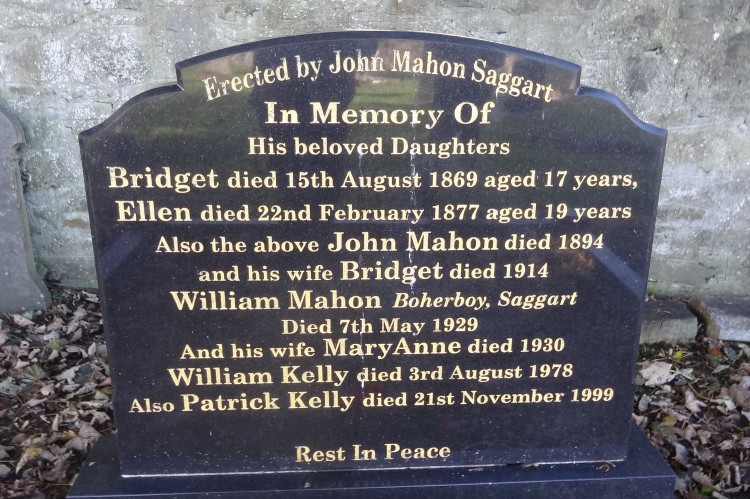 Erected by John Mahon Saggart
In Memory Of
His beloved Daughters
Bridget died 15th August 1869 aged 17 years,
Ellen died 22nd February 1877 aged 19 years
Also the above John Mahon died 1894
and his wife Bridget died 1914
William Mahon Boherboy, Saggart
Died 7th May 1929
And his wife MaryAnne died 1930
William Kelly died 3rd August 1978
Also Patrick Kelly died 21st November 1999
Rest In Peace